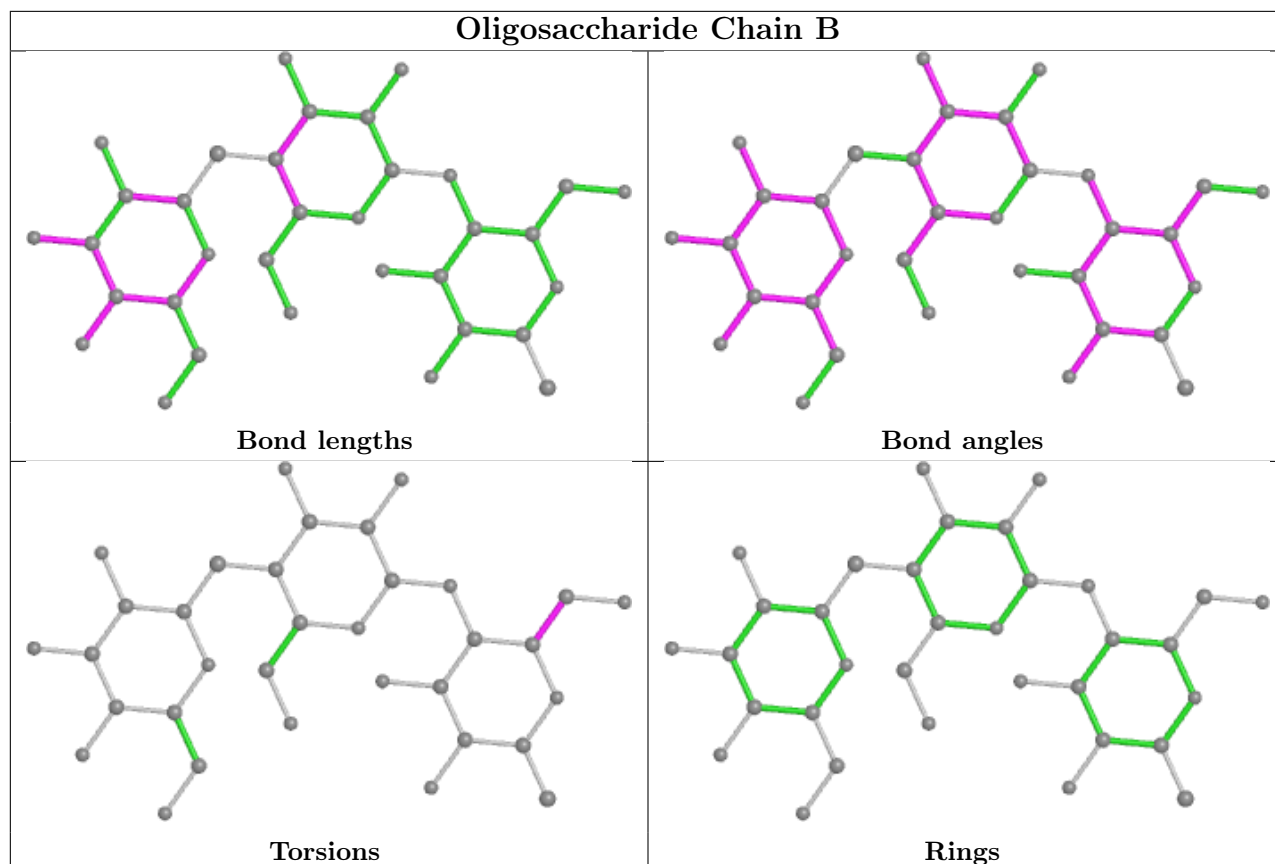 Oligosaccharide Chain B
Bond lengths
Bond angles
Torsions
Rings